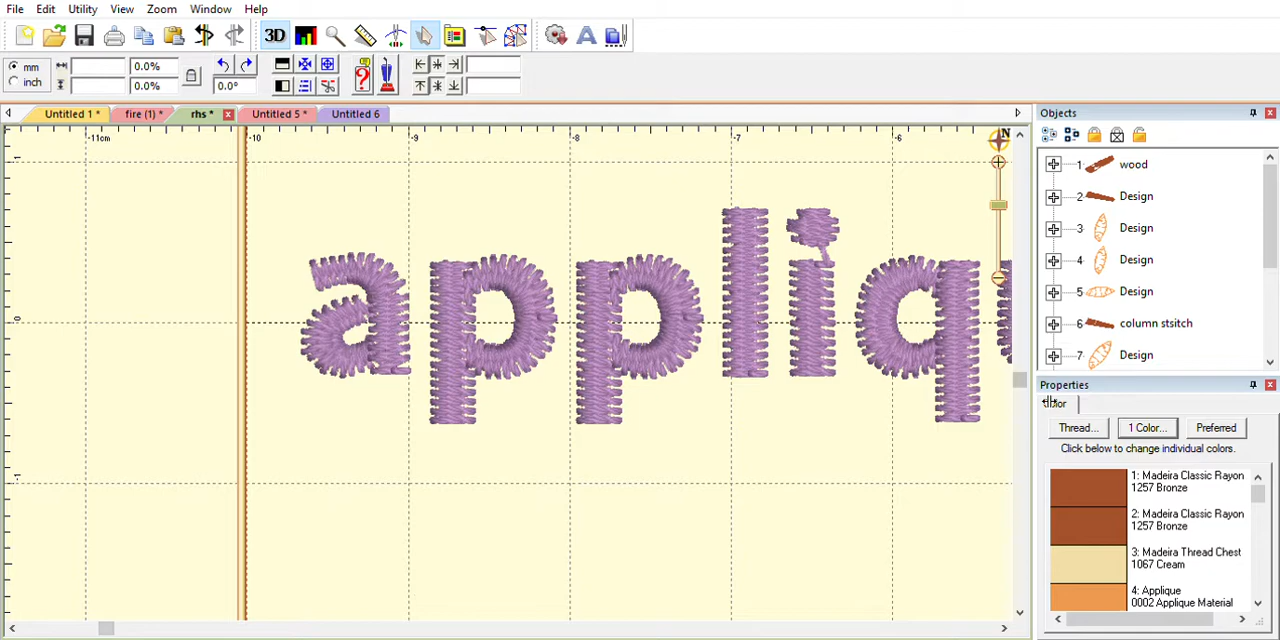 File Edit Utility View Zoom Window Help
3D
mm 0.0%
inch 0.0% 0.0°
Untitled 1 * fire (1) * rhs * Untitled 5 * Untitled 6
-11cm -10 -9 -8 -7 -6
N
1
0
-1
appliq
Objects
1 wood
2 Design
3 Design
4 Design
5 Design
6 column stsitch
7 Design
Properties
Color
Thread... 1 Color... Preferred
Click below to change individual colors.
1: Madeira Classic Rayon
1257 Bronze
2: Madeira Classic Rayon
1257 Bronze
3: Madeira Thread Chest
1067 Cream
4: Applique
0002 Applique Material